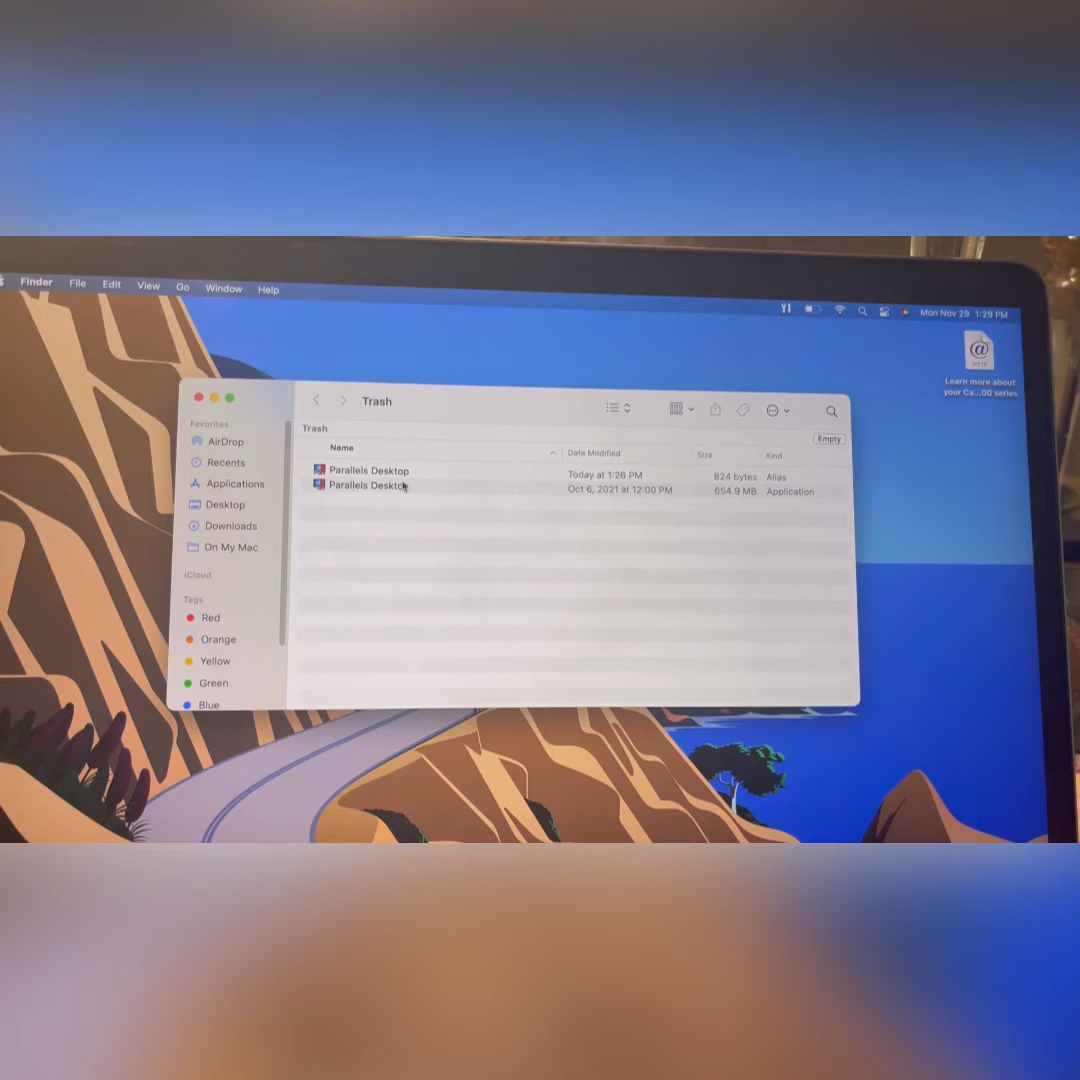 Finder File Edit View Go Window Help
Mon Nov 29 1:29 PM
@
HTTP
Learn more about
your Ca...00 series
Trash
Favorites
AirDrop
Recents
Applications
Desktop
Downloads
On My Mac
iCloud
Tags
Red
Orange
Yellow
Green
Blue
Trash
Empty
Name Date Modified Size Kind
Parallels Desktop Today at 1:26 PM 824 bytes Alias
Parallels Desktop Oct 6, 2021 at 12:00 PM 654.9 MB Application